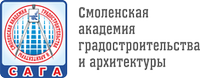 САГА
Смоленская
академия
градостроительства
и архитектуры